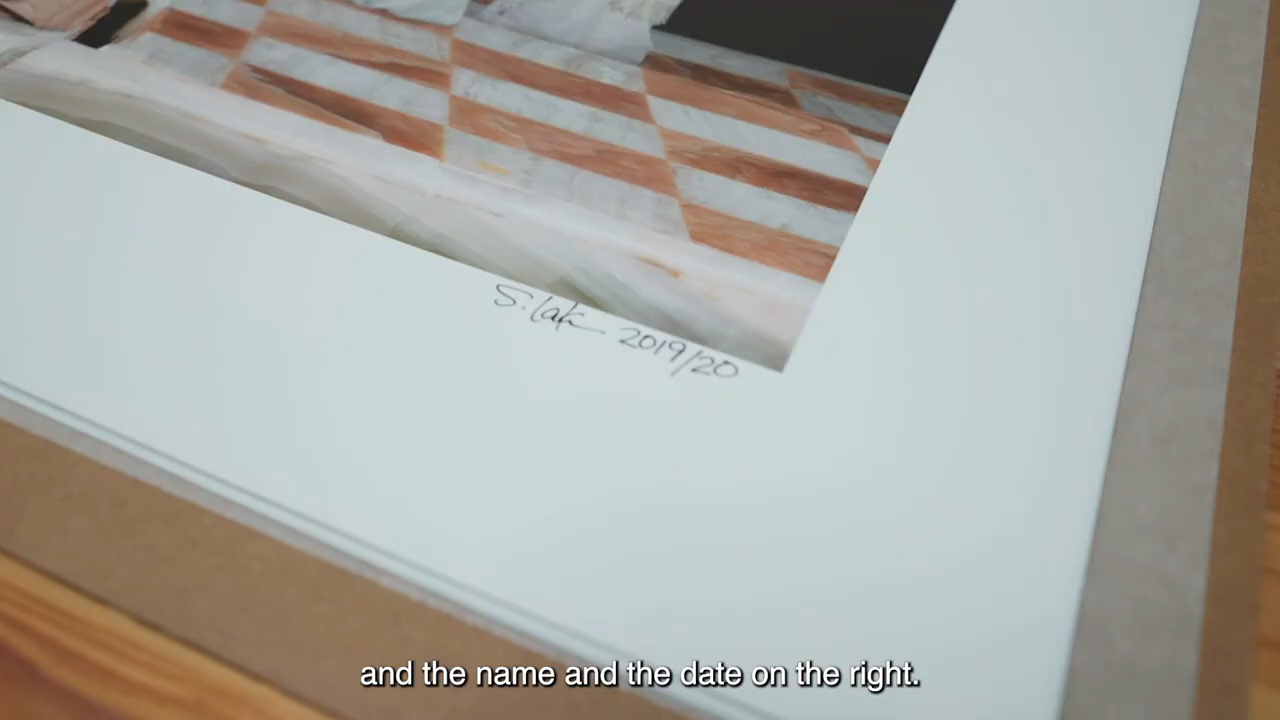 S. Lak 2019/20
and the name and the date on the right.